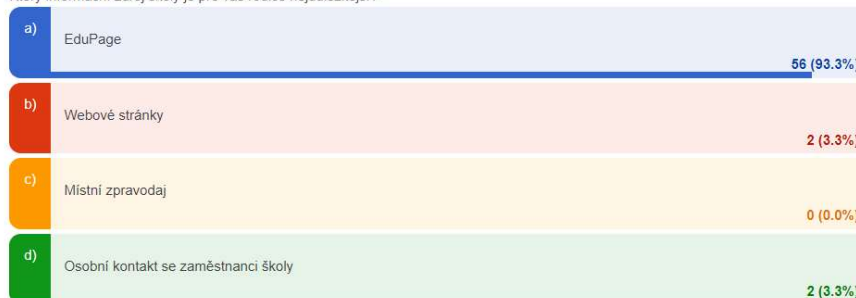 a)
EduPage
56 (93.3%)
b)
Webové stránky
2 (3.3%)
c)
Místní zpravodaj
0 (0.0%)
d)
Osobní kontakt se zaměstnanci školy
2 (3.3%)